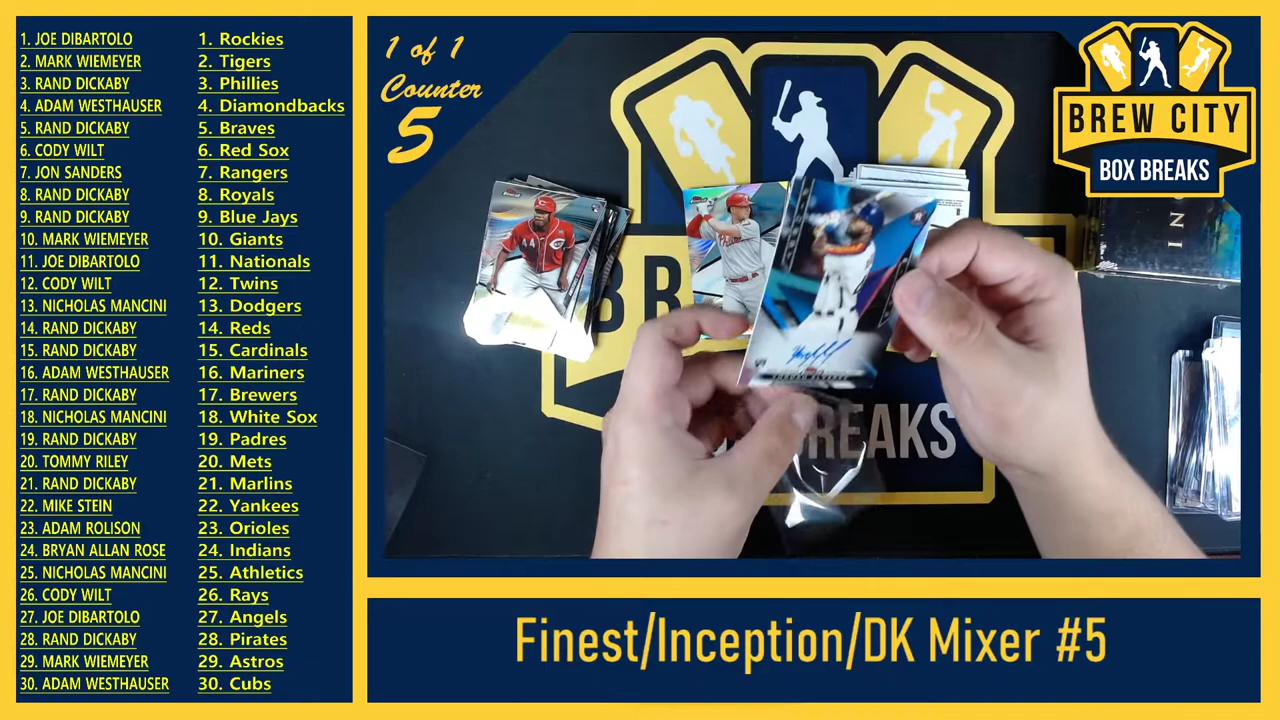 1. JOE DIBARTOLO
2. MARK WIEMEYER
3. RAND DICKABY
4. ADAM WESTHAUSER
5. RAND DICKABY
6. CODY WILT
7. JON SANDERS
8. RAND DICKABY
9. RAND DICKABY
10. MARK WIEMEYER
11. JOE DIBARTOLO
12. CODY WILT
13. NICHOLAS MANCINI
14. RAND DICKABY
15. RAND DICKABY
16. ADAM WESTHAUSER
17. RAND DICKABY
18. NICHOLAS MANCINI
19. RAND DICKABY
20. TOMMY RILEY
21. RAND DICKABY
22. MIKE STEIN
23. ADAM ROLISON
24. BRYAN ALLAN ROSE
25. NICHOLAS MANCINI
26. CODY WILT
27. JOE DIBARTOLO
28. RAND DICKABY
29. MARK WIEMEYER
30. ADAM WESTHAUSER
1. Rockies
2. Tigers
3. Phillies
4. Diamondbacks
5. Braves
6. Red Sox
7. Rangers
8. Royals
9. Blue Jays
10. Giants
11. Nationals
12. Twins
13. Dodgers
14. Reds
15. Cardinals
16. Mariners
17. Brewers
18. White Sox
19. Padres
20. Mets
21. Marlins
22. Yankees
23. Orioles
24. Indians
25. Athletics
26. Rays
27. Angels
28. Pirates
29. Astros
30. Cubs
1 of 1
Counter
5
BREW CITY
BOX BREAKS
44
BR
BREAKS
IN
Finest/Inception/DK Mixer #5